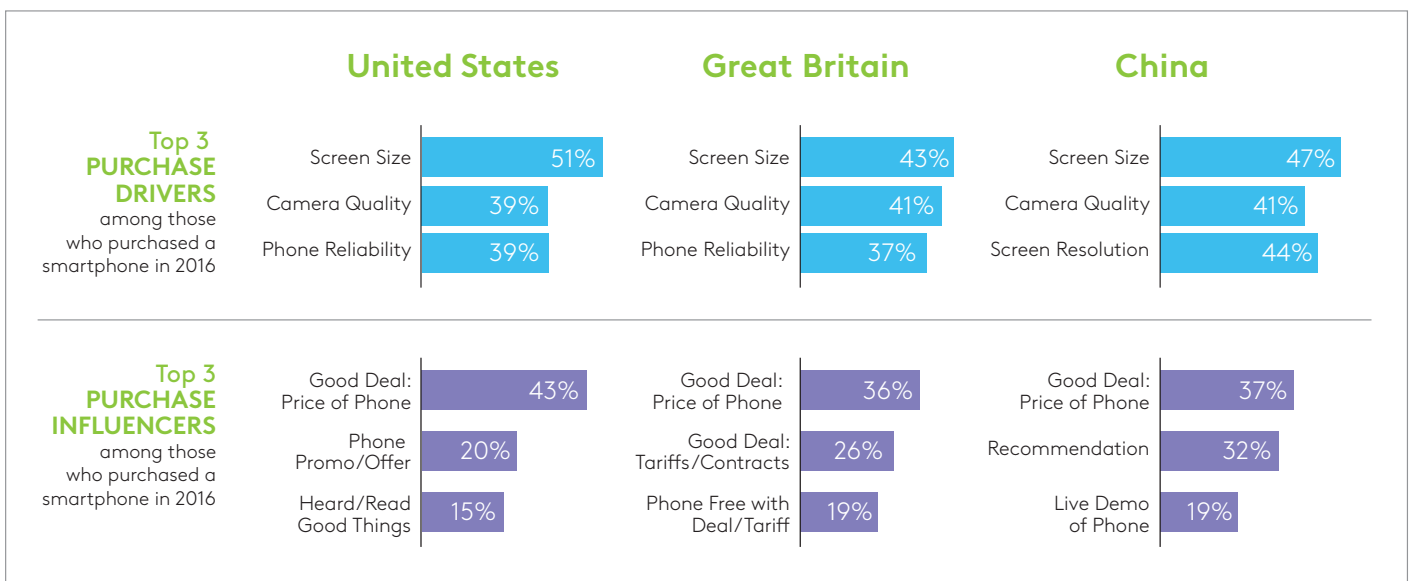 United States
Great Britain
China
Top 3
PURCHASE
DRIVERS
among those
who purchased a
smartphone in 2016
Screen Size
51%
Camera Quality
39%
Phone Reliability
39%
Screen Size
43%
Camera Quality
41%
Phone Reliability
37%
Screen Size
47%
Camera Quality
41%
Screen Resolution
44%
Top 3
PURCHASE
INFLUENCERS
among those
who purchased a
smartphone in 2016
Good Deal:
Price of Phone
43%
Phone
Promo/Offer
20%
Heard/Read
Good Things
15%
Good Deal:
Price of Phone
36%
Good Deal:
Tariffs/Contracts
26%
Phone Free with
Deal/Tariff
19%
Good Deal:
Price of Phone
37%
Recommendation
32%
Live Demo
of Phone
19%